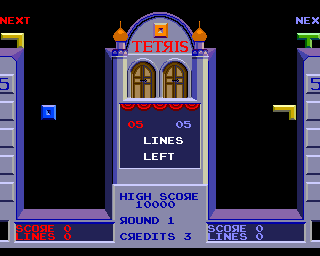 NEXT
NEX
TETRIS
5
5
05 05
LINES
LEFT
HIGH SCORE
10000
ROUND 1
CREDITS 3
SCORE 0
LINES 0
SCORE 0
LINES 0